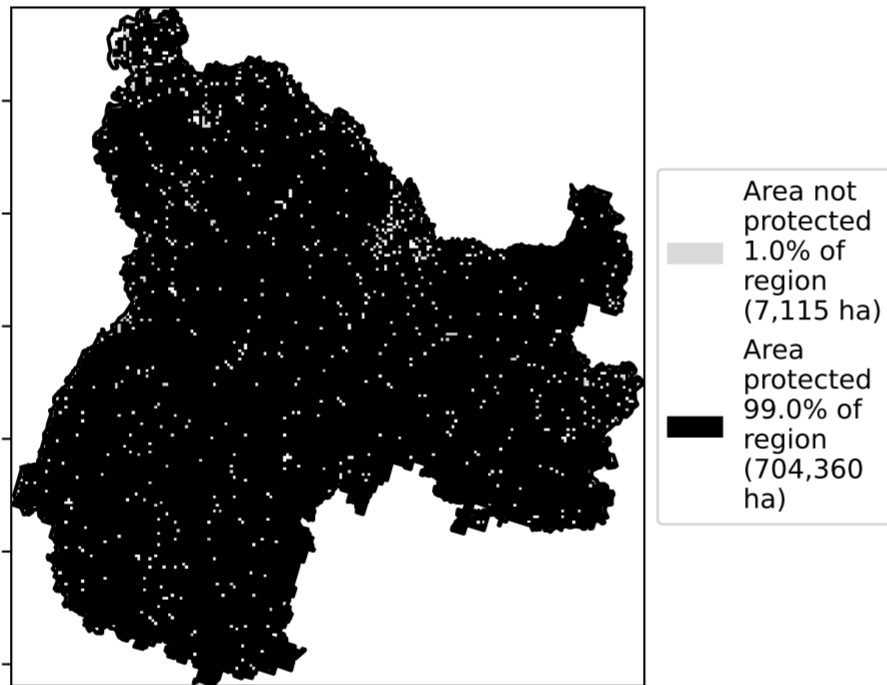 Area not
protected
1.0% of
region
(7,115 ha)
Area
protected
99.0% of
region
(704,360
ha)